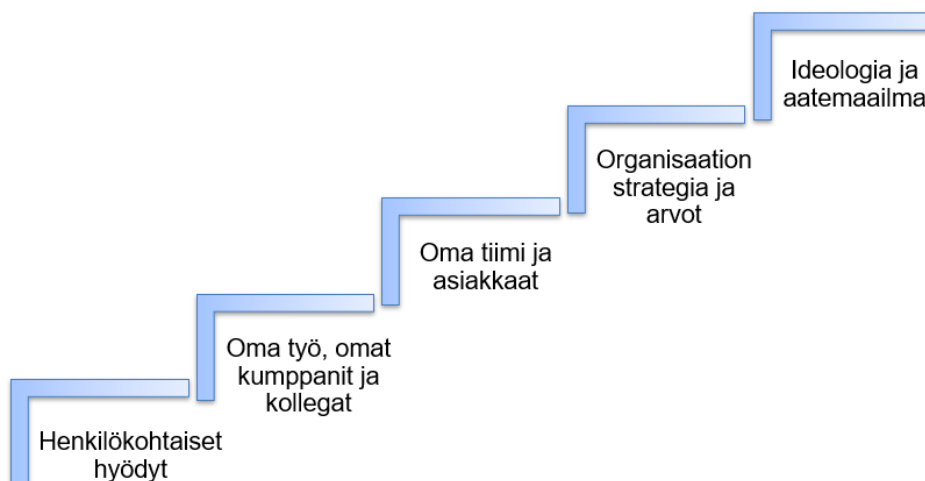 Ideologia ja
aatemaailma
Organisaation
strategia ja
arvot
Oma tiimi ja
asiakkaat
Oma työ, omat
kumppanit ja
kollegat
Henkilökohtaiset
hyödyt